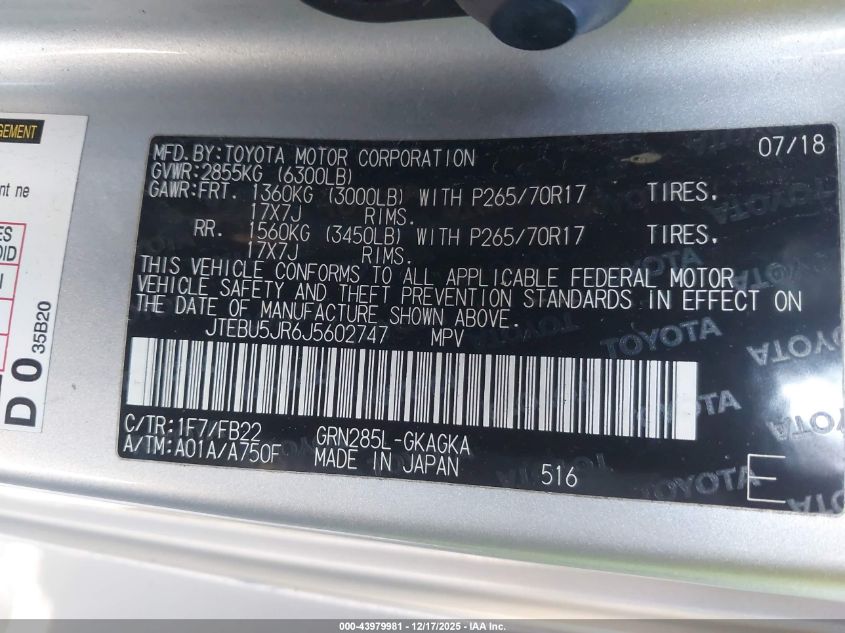 AGEMENT
t ne
ES
OID
35B20
D 0
MFD. BY: TOYOTA MOTOR CORPORATION 07/18
GVWR: 2855KG (6300LB)
GAWR: FRT. 1360KG (3000LB) WITH P265/70R17 TIRES.
17X7J RIMS.
RR. 1560KG (3450LB) WITH P265/70R17 TIRES.
17X7J RIMS.
THIS VEHICLE CONFORMS TO ALL APPLICABLE FEDERAL MOTOR
VEHICLE SAFETY AND THEFT PREVENTION STANDARDS IN EFFECT ON
THE DATE OF MANUFACTURE SHOWN ABOVE.
JTEBU5JR6J5602747 MPV
C/TR: 1F7/FB22 GRN285L-GKAGKA
A/TM: A01A/A750F MADE IN JAPAN 516
E
TOYOTA
000-43979981 - 12/17/2025 - IAA Inc.